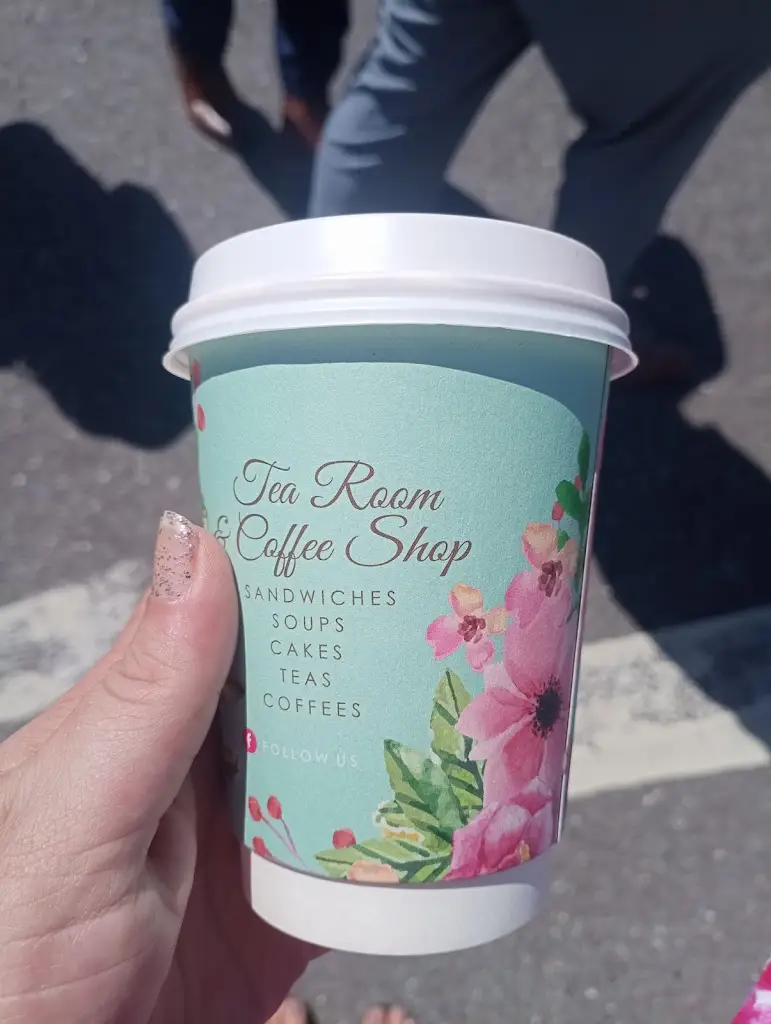 Tea Room
& Coffee Shop
SANDWICHES
SOUPS
CAKES
TEAS
COFFEES
f FOLLOW US